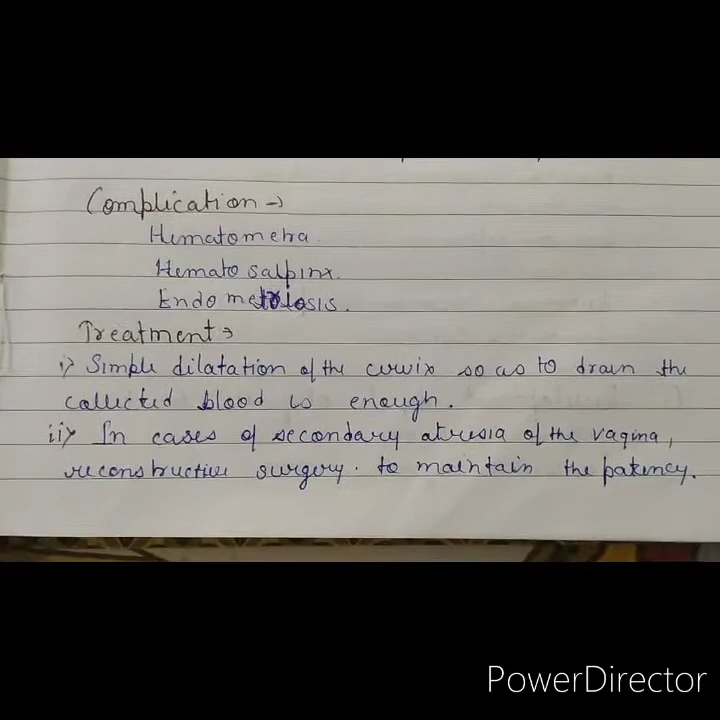 Complication →
Hematometra
Hemato salpinx.
Endometriosis.
Treatment →
i) Simple dilatation of the cervix so as to drain the
collected blood is enough.
ii) In cases of secondary atresia of the vagina,
reconstructive surgery. to maintain the patency.
PowerDirector